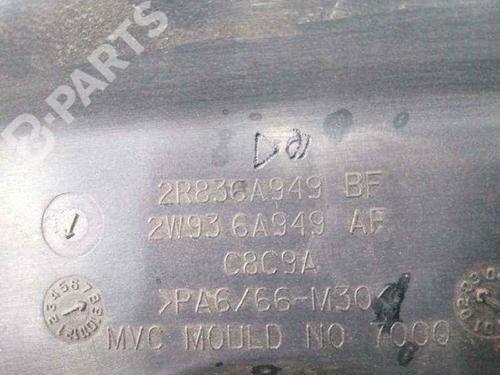 B-PARTS
2R836A949 BF
2W93 6A949 AF
C8C9A
>PA6/66-M30<
MVC MOULD NO 7000